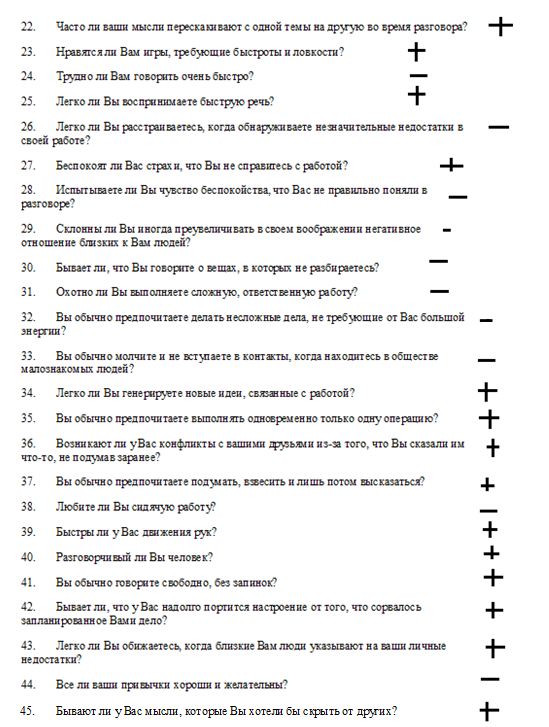 22. Часто ли ваши мысли перескакивают с одной темы на другую во время разговора? +
23. Нравятся ли Вам игры, требующие быстроты и ловкости? +
24. Трудно ли Вам говорить очень быстро? —
25. Легко ли Вы воспринимаете быструю речь? +
26. Легко ли Вы расстраиваетесь, когда обнаруживаете незначительные недостатки в —
своей работе?
27. Беспокоят ли Вас страхи, что Вы не справитесь с работой? +
28. Испытываете ли Вы чувство беспокойства, что Вас не правильно поняли в —
разговоре?
29. Склонны ли Вы иногда преувеличивать в своем воображении негативное -
отношение близких к Вам людей?
30. Бывает ли, что Вы говорите о вещах, в которых не разбираетесь? —
31. Охотно ли Вы выполняете сложную, ответственную работу? —
32. Вы обычно предпочитаете делать несложные дела, не требующие от Вас большой —
энергии?
33. Вы обычно молчите и не вступаете в контакты, когда находитесь в обществе —
малознакомых людей?
34. Легко ли Вы генерируете новые идеи, связанные с работой? +
35. Вы обычно предпочитаете выполнять одновременно только одну операцию? +
36. Возникают ли у Вас конфликты с вашими друзьями из-за того, что Вы сказали им +
что-то, не подумав заранее?
37. Вы обычно предпочитаете подумать, взвесить и лишь потом высказаться? +
38. Любите ли Вы сидячую работу? —
39. Быстры ли у Вас движения рук? +
40. Разговорчивый ли Вы человек? +
41. Вы обычно говорите свободно, без запинок? +
42. Бывает ли, что у Вас надолго портится настроение от того, что сорвалось +
запланированное Вами дело?
43. Легко ли Вы обижаетесь, когда близкие Вам люди указывают на ваши личные +
недостатки?
44. Все ли ваши привычки хороши и желательны? —
45. Бывают ли у Вас мысли, которые Вы хотели бы скрыть от других? +